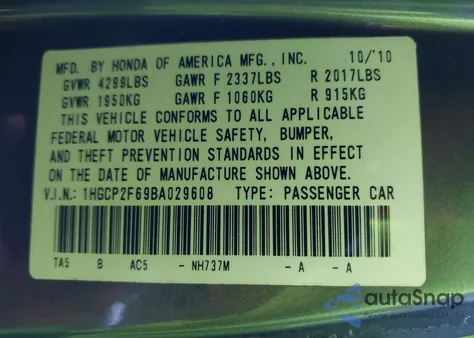 MFD. BY HONDA OF AMERICA MFG., INC. 10/'10
GVWR 4299LBS GAWR F 2337LBS R 2017LBS
GVWR 1950KG GAWR F 1060KG R 915KG
THIS VEHICLE CONFORMS TO ALL APPLICABLE
FEDERAL MOTOR VEHICLE SAFETY, BUMPER,
AND THEFT PREVENTION STANDARDS IN EFFECT
ON THE DATE OF MANUFACTURE SHOWN ABOVE.
V.I.N.: 1HGCP2F69BA029608 TYPE: PASSENGER CAR
TA5 B AC5 - NH737M - A - A
autaSnap